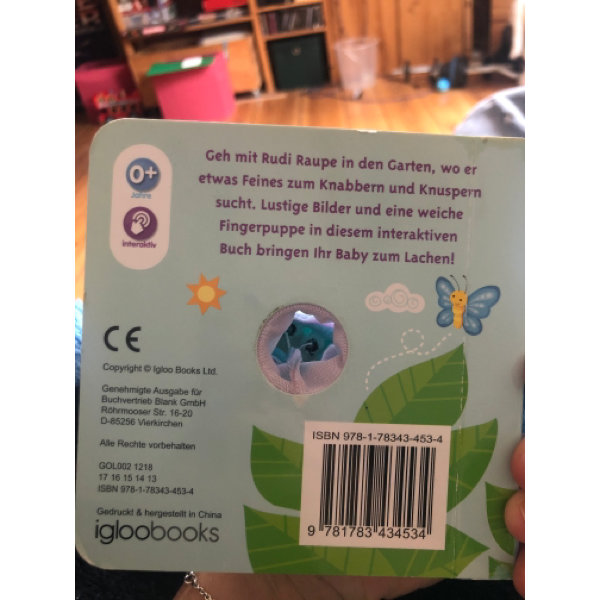 Geh mit Rudi Raupe in den Garten, wo er
etwas Feines zum Knabbern und Knuspern
sucht. Lustige Bilder und eine weiche
Fingerpuppe in diesem interaktiven
Buch bringen Ihr Baby zum Lachen!
0+
Jahre
interaktiv
CE
Copyright © Igloo Books Ltd.
Genehmigte Ausgabe für
Buchvertrieb Blank GmbH
Röhrmooser Str. 16-20
D-85256 Vierkirchen
Alle Rechte vorbehalten
GOL002 1218
17 16 15 14 13
ISBN 978-1-78343-453-4
Gedruckt & hergestellt in China
igloobooks
ISBN 978-1-78343-453-4
9 781783 434534